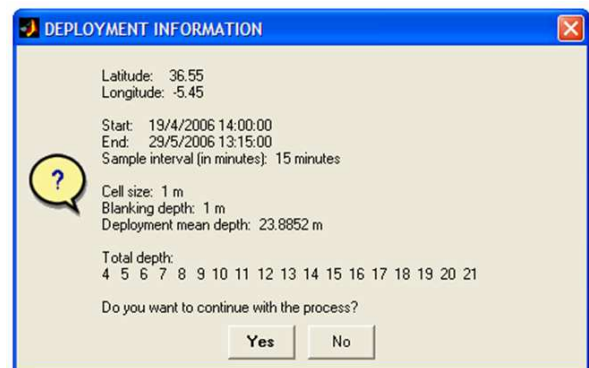 DEPLOYMENT INFORMATION
Latitude: 36.55
Longitude: -5.45
Start: 19/4/2006 14:00:00
End: 29/5/2006 13:15:00
Sample interval (in minutes): 15 minutes
?
Cell size: 1 m
Blanking depth: 1 m
Deployment mean depth: 23.8852 m
Total depth:
4 5 6 7 8 9 10 11 12 13 14 15 16 17 18 19 20 21
Do you want to continue with the process?
Yes No